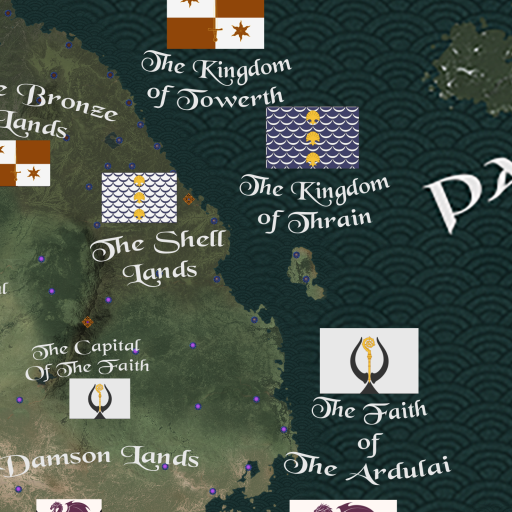 The Kingdom
of Towerth
Bronze
Lands
The Kingdom
of Thrain
The Shell
Lands
The Capital
Of The Faith
The Faith
of
The Ardulai
Damson Lands